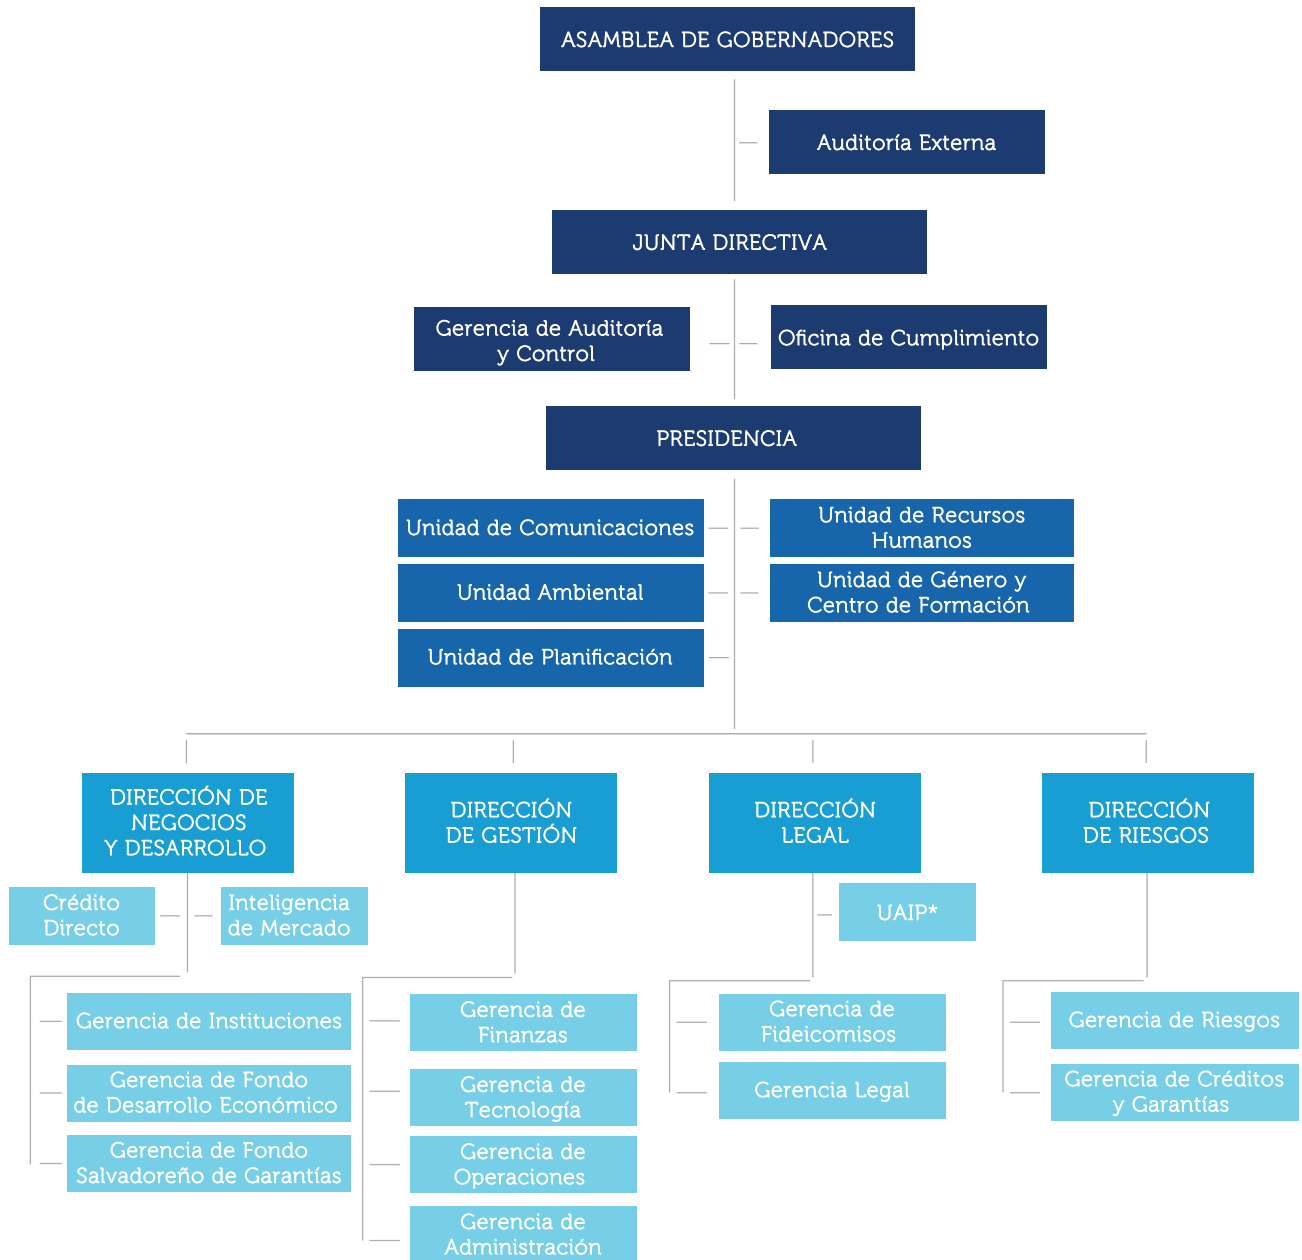 ASAMBLEA DE GOBERNADORES
Auditoría Externa
JUNTA DIRECTIVA
Gerencia de Auditoría
y Control
Oficina de Cumplimiento
PRESIDENCIA
Unidad de Comunicaciones
Unidad de Recursos
Humanos
Unidad Ambiental
Unidad de Género y
Centro de Formación
Unidad de Planificación
DIRECCIÓN DE
NEGOCIOS
Y DESARROLLO
DIRECCIÓN
DE GESTIÓN
DIRECCIÓN
LEGAL
DIRECCIÓN
DE RIESGOS
Crédito
Directo
Inteligencia
de Mercado
UAIP*
Gerencia de Instituciones
Gerencia de Fondo
de Desarrollo Económico
Gerencia de Fondo
Salvadoreño de Garantías
Gerencia de
Finanzas
Gerencia de
Tecnología
Gerencia de
Operaciones
Gerencia de
Administración
Gerencia de
Fideicomisos
Gerencia Legal
Gerencia de Riesgos
Gerencia de Créditos
y Garantías